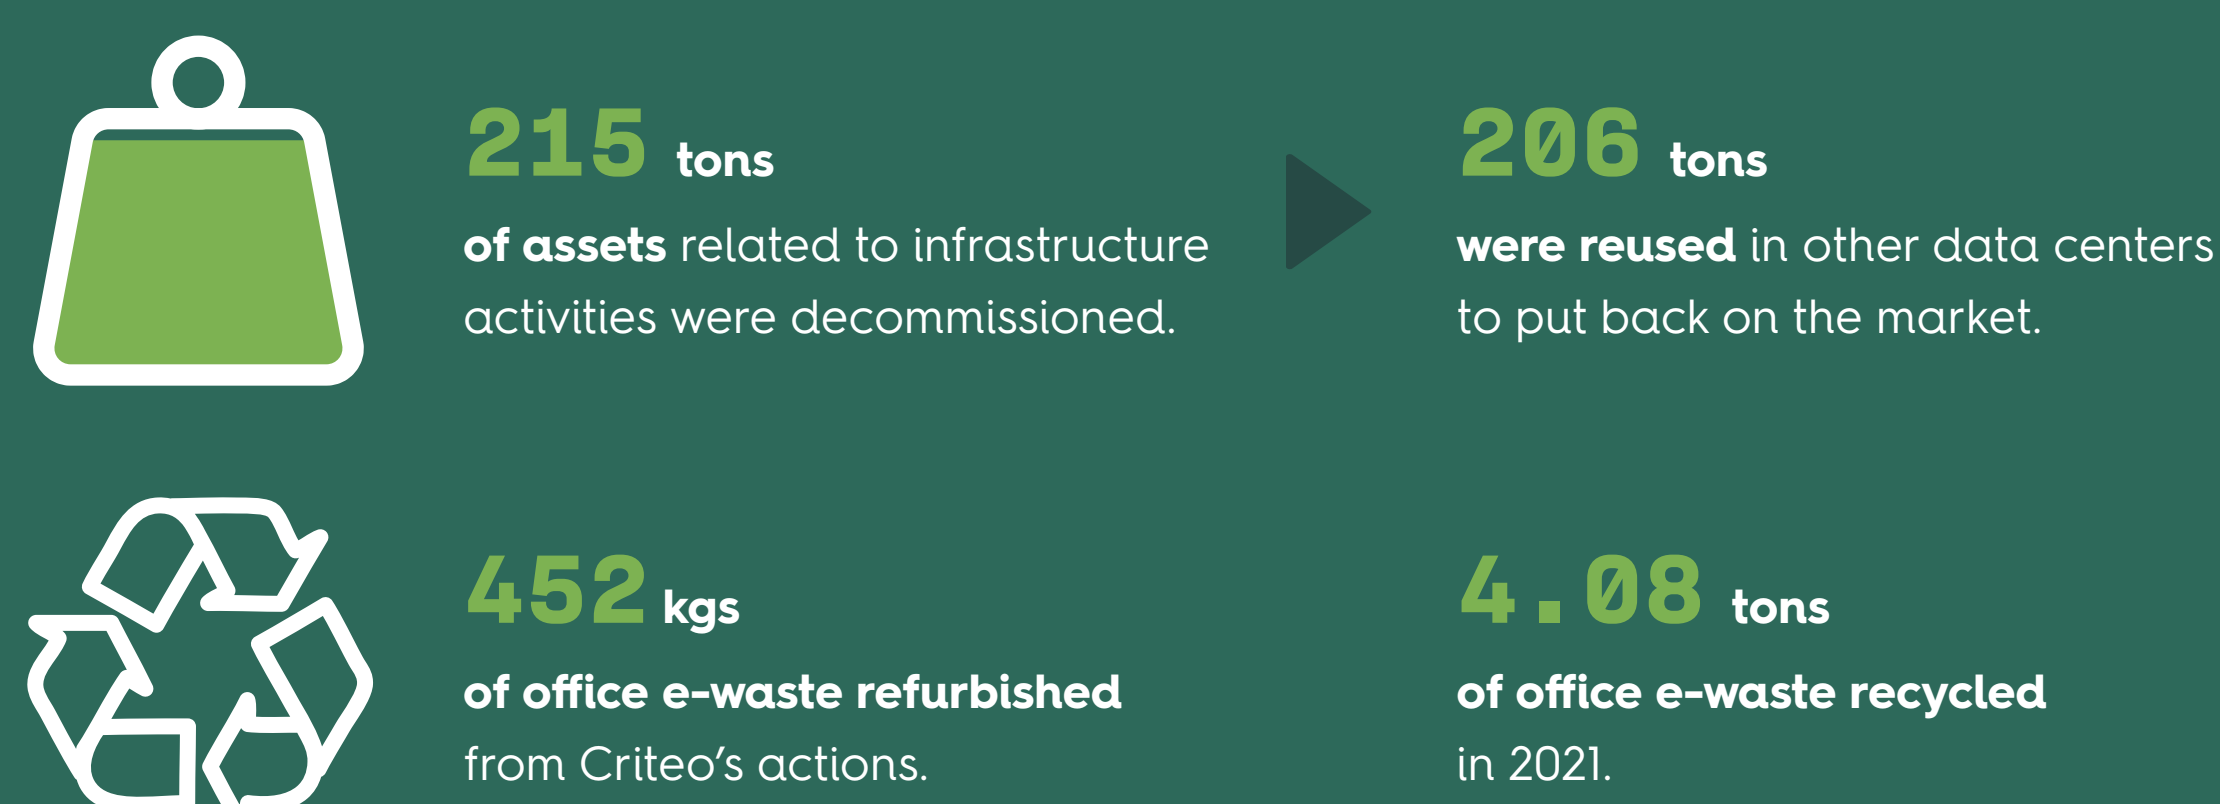 215 tons
of assets related to infrastructure
activities were decommissioned.
206 tons
were reused in other data centers
to put back on the market.
452 kgs
of office e-waste refurbished
from Criteo’s actions.
4.08 tons
of office e-waste recycled
in 2021.